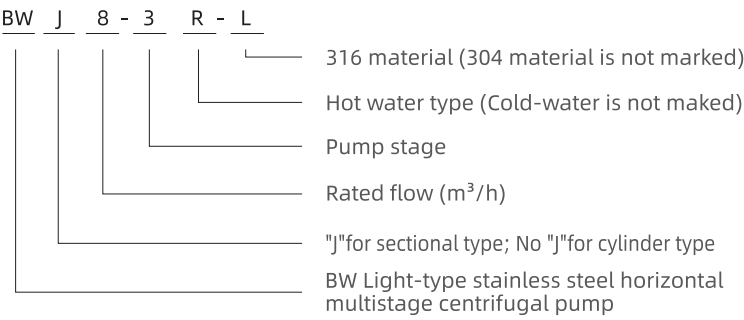 BW J 8 - 3 R - L
316 material (304 material is not marked)
Hot water type (Cold-water is not maked)
Pump stage
Rated flow (m³/h)
"J"for sectional type; No "J"for cylinder type
BW Light-type stainless steel horizontal
multistage centrifugal pump